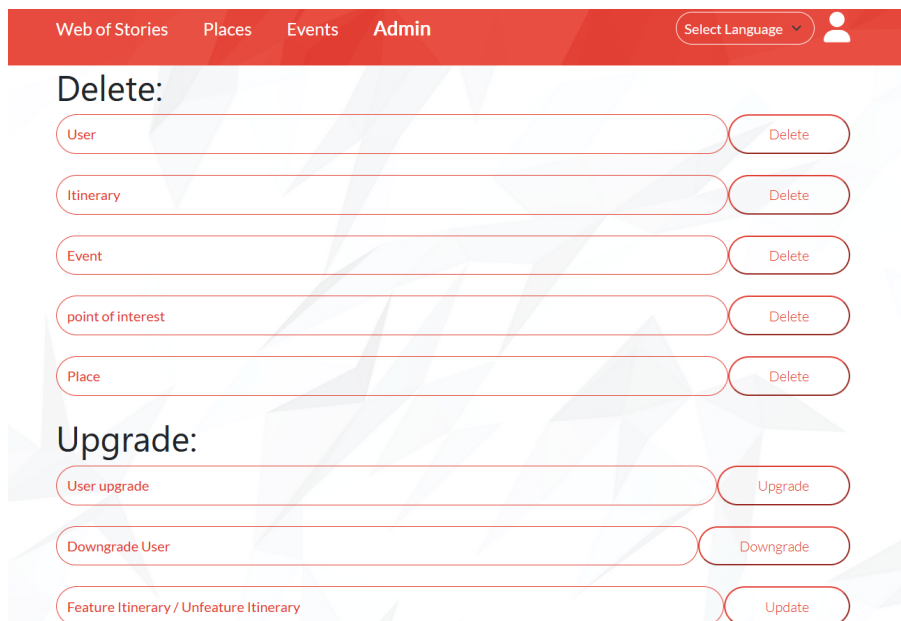 Web of Stories Places Events Admin Select Language
Delete:
User Delete
Itinerary Delete
Event Delete
point of interest Delete
Place Delete
Upgrade:
User upgrade Upgrade
Downgrade User Downgrade
Feature Itinerary / Unfeature Itinerary Update